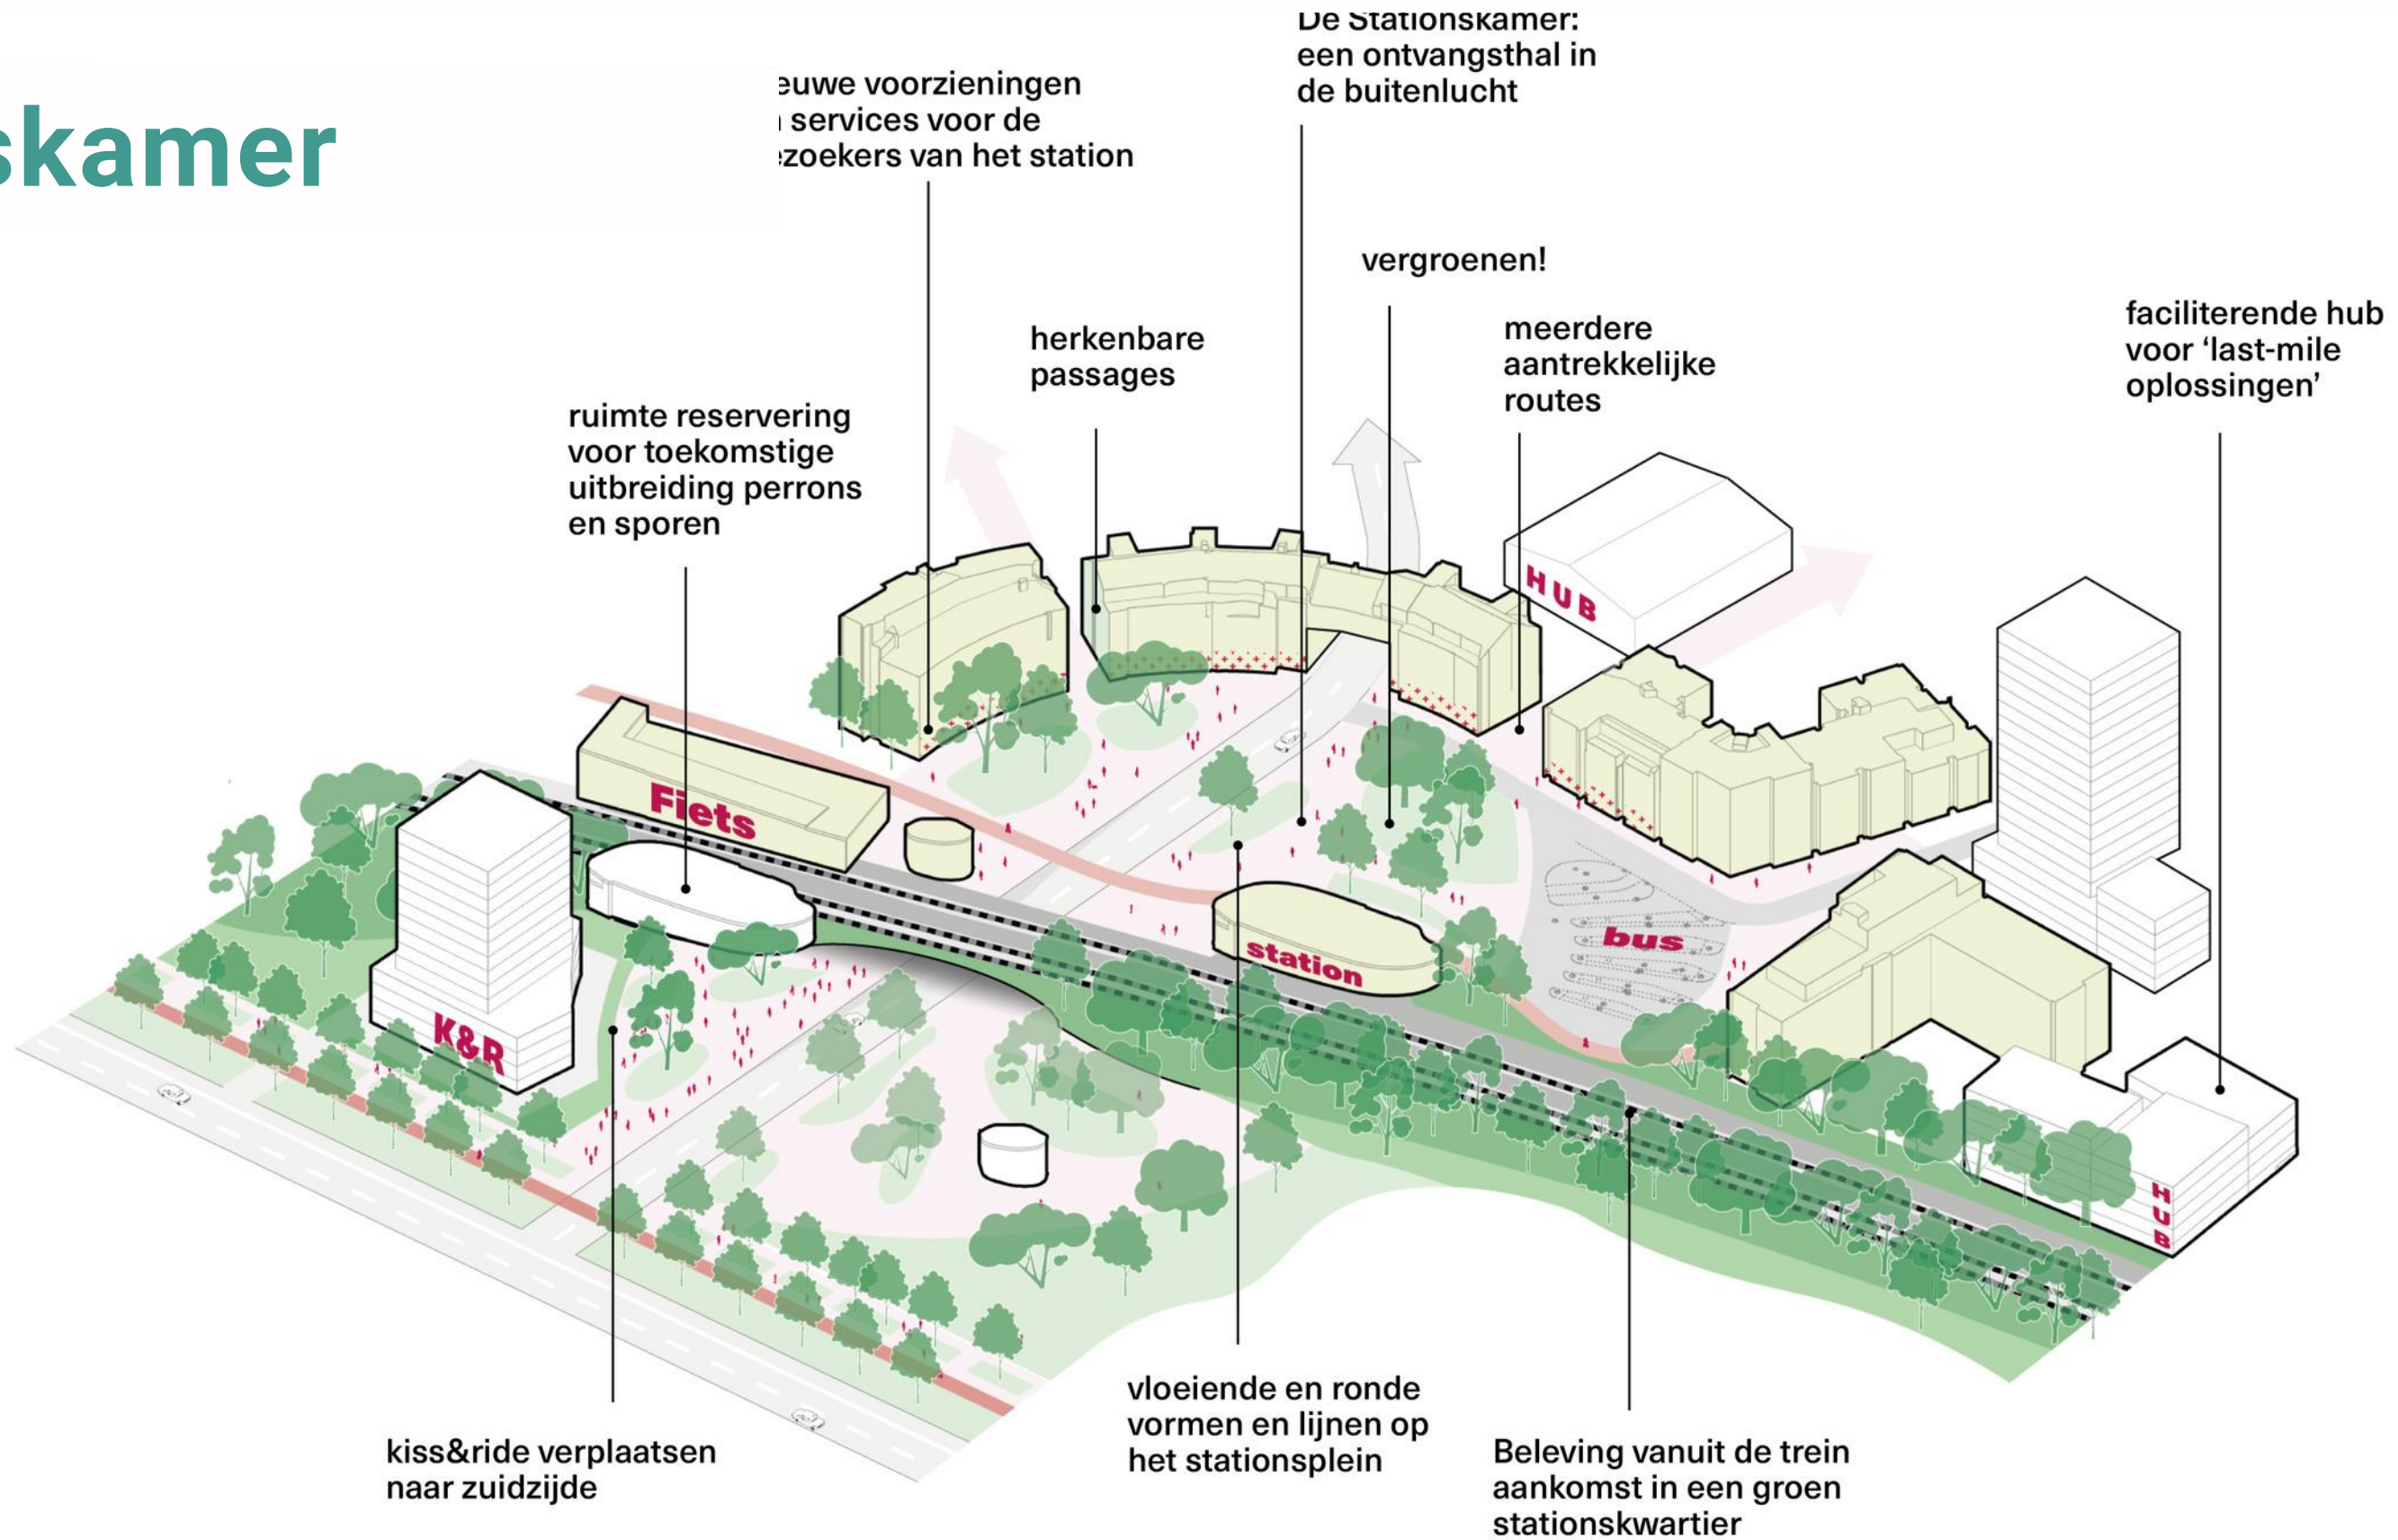 skamer
euwe voorzieningen
services voor de
ezoekers van het station
De Stationskamer:
een ontvangsthal in
de buitenlucht
vergroenen!
herkenbare
passages
meerdere
aantrekkelijke
routes
faciliterende hub
voor ‘last-mile
oplossingen’
ruimte reservering
voor toekomstige
uitbreiding perrons
en sporen
HUB
Fiets
station
bus
K&R
HUB
kiss&ride verplaatsen
naar zuidzijde
vloeiende en ronde
vormen en lijnen op
het stationsplein
Beleving vanuit de trein
aankomst in een groen
stationskwartier